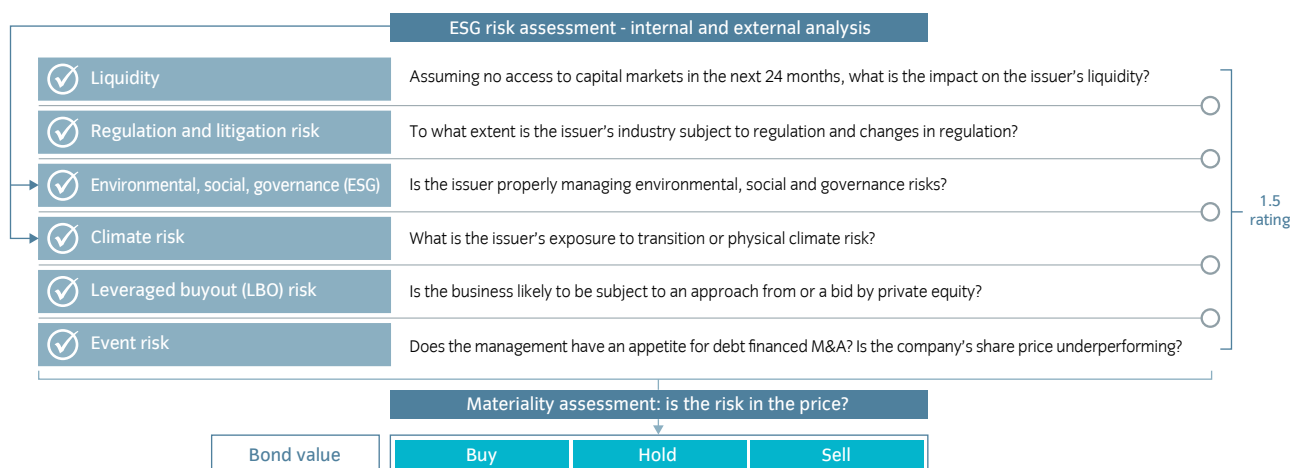 ESG risk assessment - internal and external analysis
Liquidity
Assuming no access to capital markets in the next 24 months, what is the impact on the issuer's liquidity?
Regulation and litigation risk
To what extent is the issuer's industry subject to regulation and changes in regulation?
Environmental, social, governance (ESG)
Is the issuer properly managing environmental, social and governance risks?
Climate risk
What is the issuer's exposure to transition or physical climate risk?
Leveraged buyout (LBO) risk
Is the business likely to be subject to an approach from or a bid by private equity?
Event risk
Does the management have an appetite for debt financed M&A? Is the company's share price underperforming?
1.5
rating
Materiality assessment: is the risk in the price?
Bond value
Buy
Hold
Sell